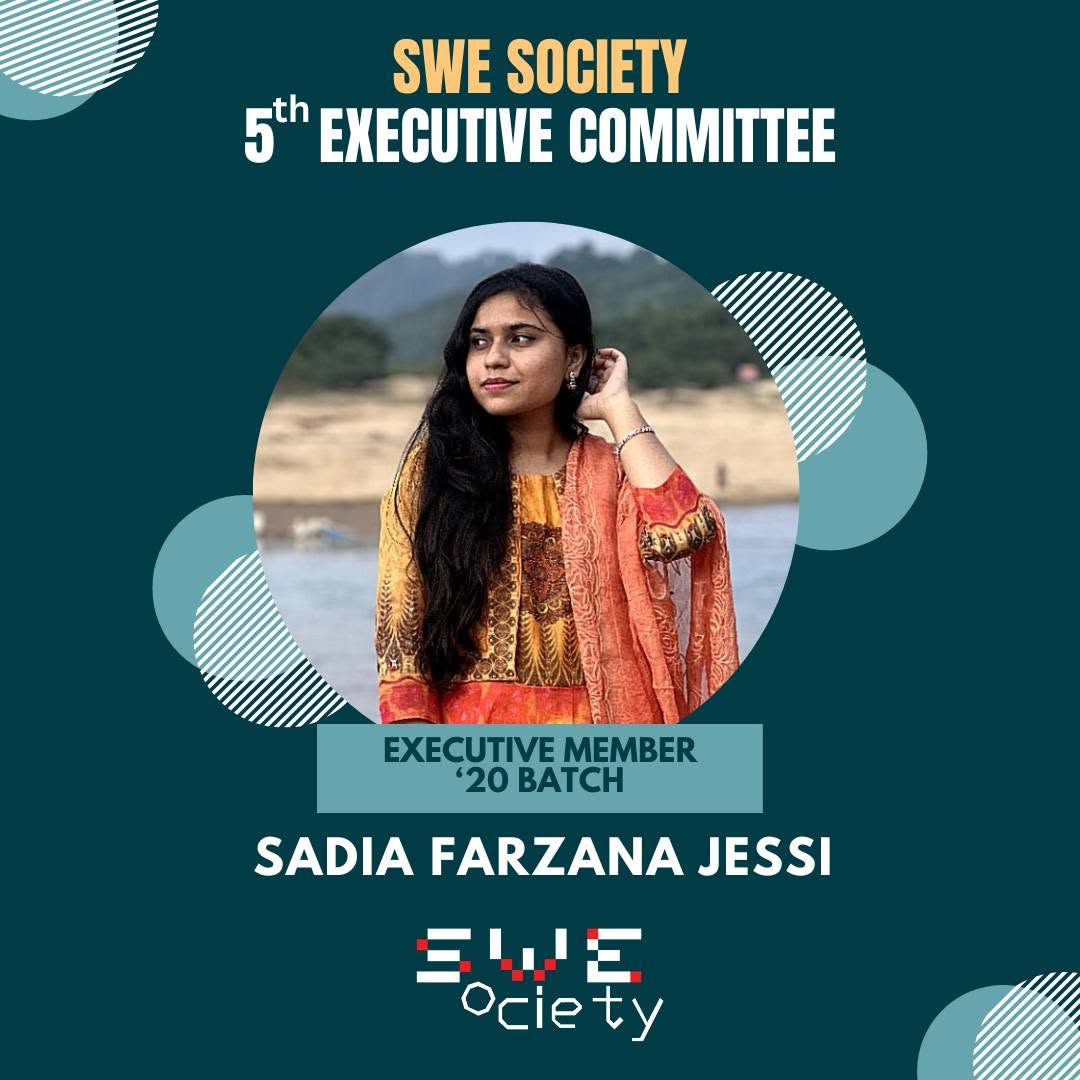 SWE SOCIETY
5th EXECUTIVE COMMITTEE
EXECUTIVE MEMBER
‘20 BATCH
SADIA FARZANA JESSI
SWE
ociety